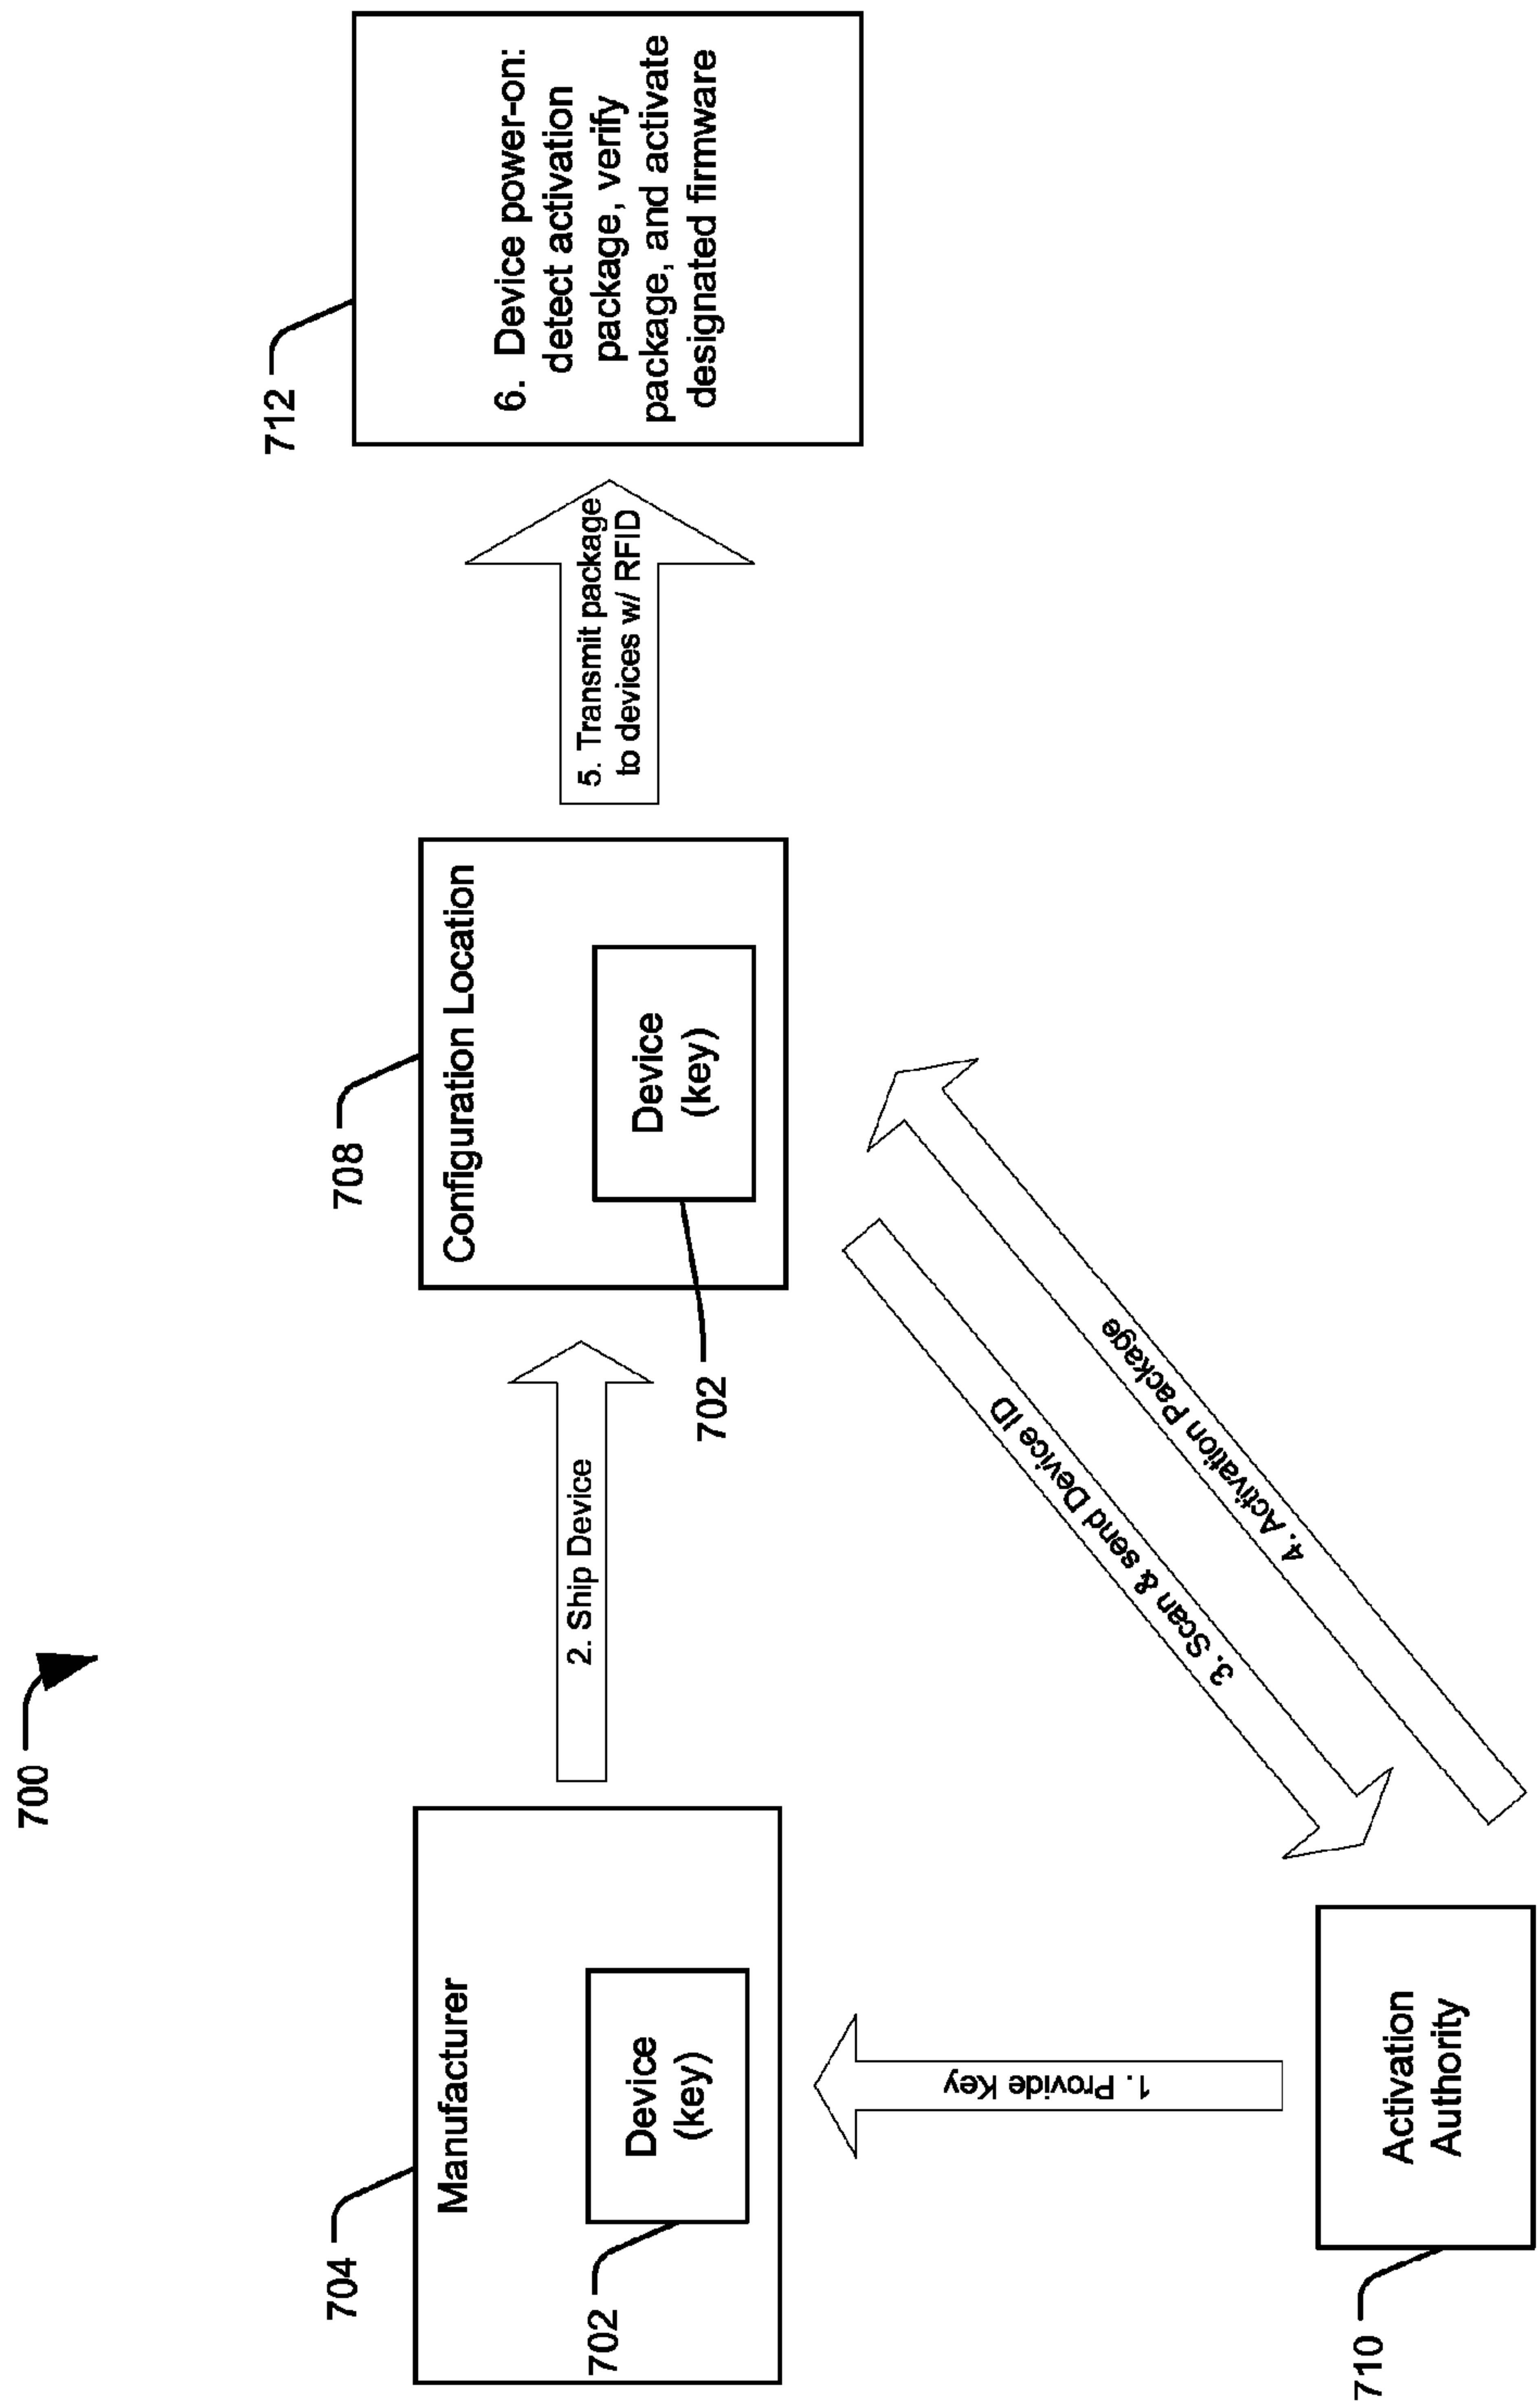 700
704
Manufacturer
Device
(key)
702
2. Ship Device
708
Configuration Location
Device
(key)
702
5. Transmit package
to devices w/ RFID
712
6. Device power-on:
detect activation
package, verify
package, and activate
designated firmware
1. Provide Key
3. Scan & send Device ID
4. Activation Package
Activation
Authority
710